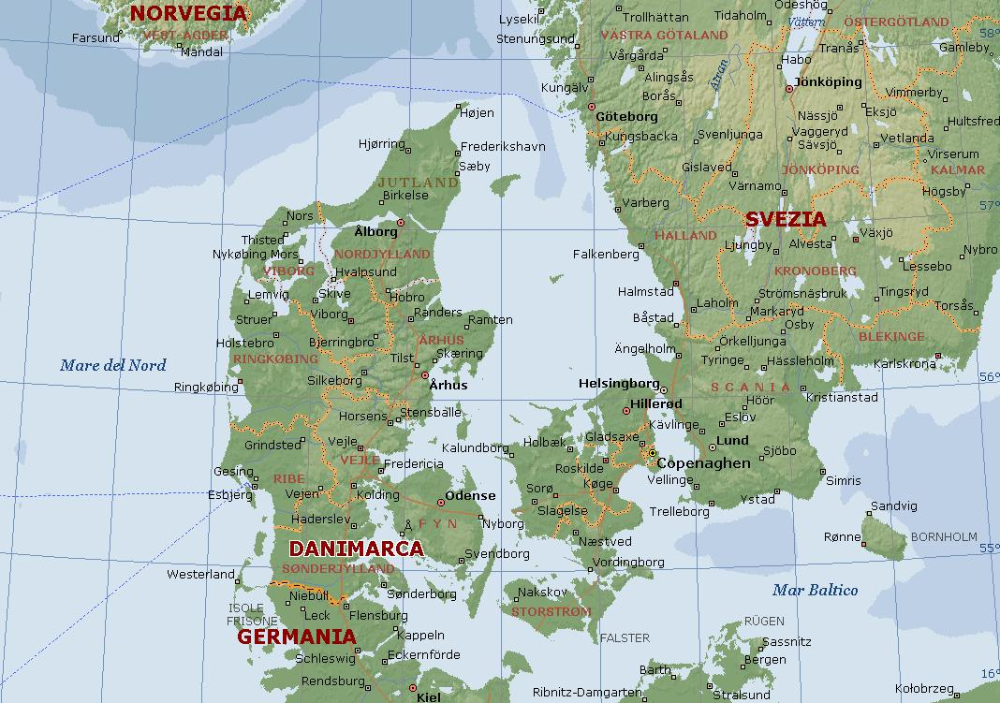 NORVEGIA
Farsund
VEST-AGDER
Mandal
Lysekil
Trollhättan
Tidaholm
Ödeshög
Vättern
ÖSTERGÖTLAND
Stenungsund
VÄSTRA GÖTALAND
58°
Tranås
Gamleby
Vårgårda
Habo
Alingsås
Ätran
Kungälv
Jönköping
Vimmerby
Borås
Højen
Göteborg
Nässjö
Eksjö
Hultsfred
Vaggeryd
Svenljunga
Kungsbacka
Sävsjö
Vetlanda
Hjørring
Frederikshavn
Virserum
Sæby
Gislaved
JÖNKÖPING
KALMAR
JUTLAND
Värnamo
Högsby
Birkelse
Varberg
57°
Nors
SVEZIA
Ålborg
Växjö
Thisted
HALLAND
Ljungby
Alvesta
Nykøbing Mors
NORDJYLLAND
Falkenberg
Nybro
VIBORG
Hvalpsund
KRONOBERG
Lessebo
Lemvig
Skive
Hobro
Halmstad
Strömsnäsbruk
Tingsryd
Laholm
Torsås
Struer
Viborg
Randers
Ramten
Båstad
Markaryd
Osby
Holstebro
Bjerringbro
ÅRHUS
Örkelljunga
BLEKINGE
RINGKØBING
Tilst
Skæring
Ängelholm
Tyringe
Hässleholm
Karlskrona
Mare del Nord
Silkeborg
56°
Ringkøbing
Århus
Helsingborg
SCANIA
Hillerød
Höör
Kristianstad
Horsens
Stensballe
Kävlinge
Eslöv
Grindsted
Vejle
Kalundborg
Holbæk
Gladsaxe
Lund
Sjöbo
VEJLE
Fredericia
Roskilde
Copenaghen
Gesing
RIBE
Køge
Vellinge
Simris
Esbjerg
Vejen
Kolding
Odense
Sorø
Ystad
Haderslev
Slagelse
Trelleborg
Sandvig
Å
FYN
Nyborg
Rønne
BORNHOLM
DANIMARCA
Næstved
55°
Svendborg
SØNDERJYLLAND
Vordingborg
Westerland
Niebüll
Sønderborg
Nakskov
Mar Baltico
ISOLE
FRISONE
Leck
Flensburg
STORSTRØM
RÜGEN
GERMANIA
Kappeln
FALSTER
Sassnitz
Schleswig
Eckernförde
Bergen
Rendsburg
Barth
16°
Kiel
Ribnitz-Damgarten
Stralsund
Kołobrzeg